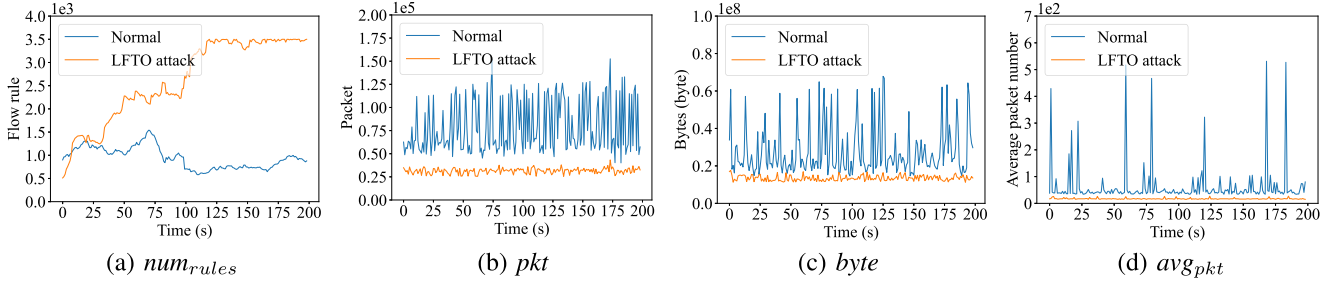 1e3
4.0
3.5
3.0
2.5
2.0
1.5
1.0
0.5
0.0
Flow rule
Normal
LFTO attack
0 25 50 75 100 125 150 175 200
Time (s)
(a) num_rules
1e5
2.00
1.75
1.50
1.25
1.00
0.75
0.50
0.25
0.00
Packet
Normal
LFTO attack
0 25 50 75 100 125 150 175 200
Time (s)
(b) pkt
1e8
1.0
0.8
0.6
0.4
0.2
0.0
Bytes (byte)
Normal
LFTO attack
0 25 50 75 100 125 150 175 200
Time (s)
(c) byte
1e2
7
6
5
4
3
2
1
0
Average packet number
Normal
LFTO attack
0 25 50 75 100 125 150 175 200
Time (s)
(d) avg_pkt